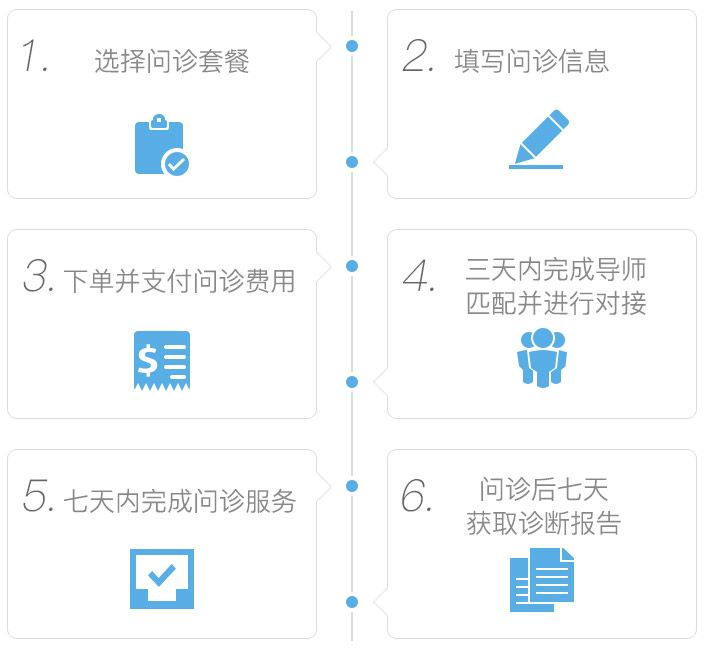 1. 选择问诊套餐
2. 填写问诊信息
3. 下单并支付问诊费用
4. 三天内完成导师
匹配并进行对接
5. 七天内完成问诊服务
6. 问诊后七天
获取诊断报告